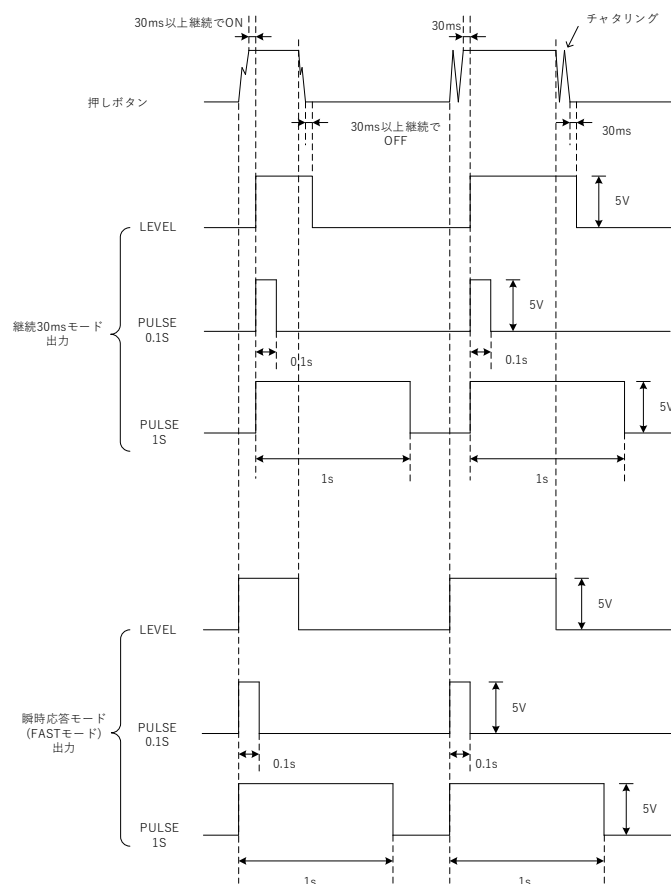 30ms以上継続でON
30ms
チャタリング
押しボタン
30ms以上継続で
OFF
30ms
LEVEL
5V
継続30msモード
出力
PULSE
0.1S
5V
0.1s
0.1s
PULSE
1S
5V
1s
1s
LEVEL
5V
瞬時応答モード
(FASTモード)
出力
PULSE
0.1S
5V
0.1s
0.1s
PULSE
1S
5V
1s
1s